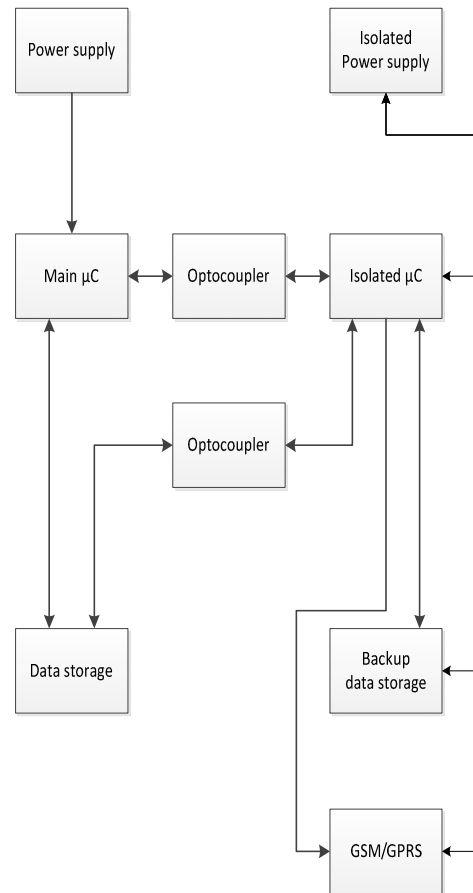 Power supply
Isolated
Power supply
Main µC
Optocoupler
Isolated µC
Optocoupler
Data storage
Backup
data storage
GSM/GPRS